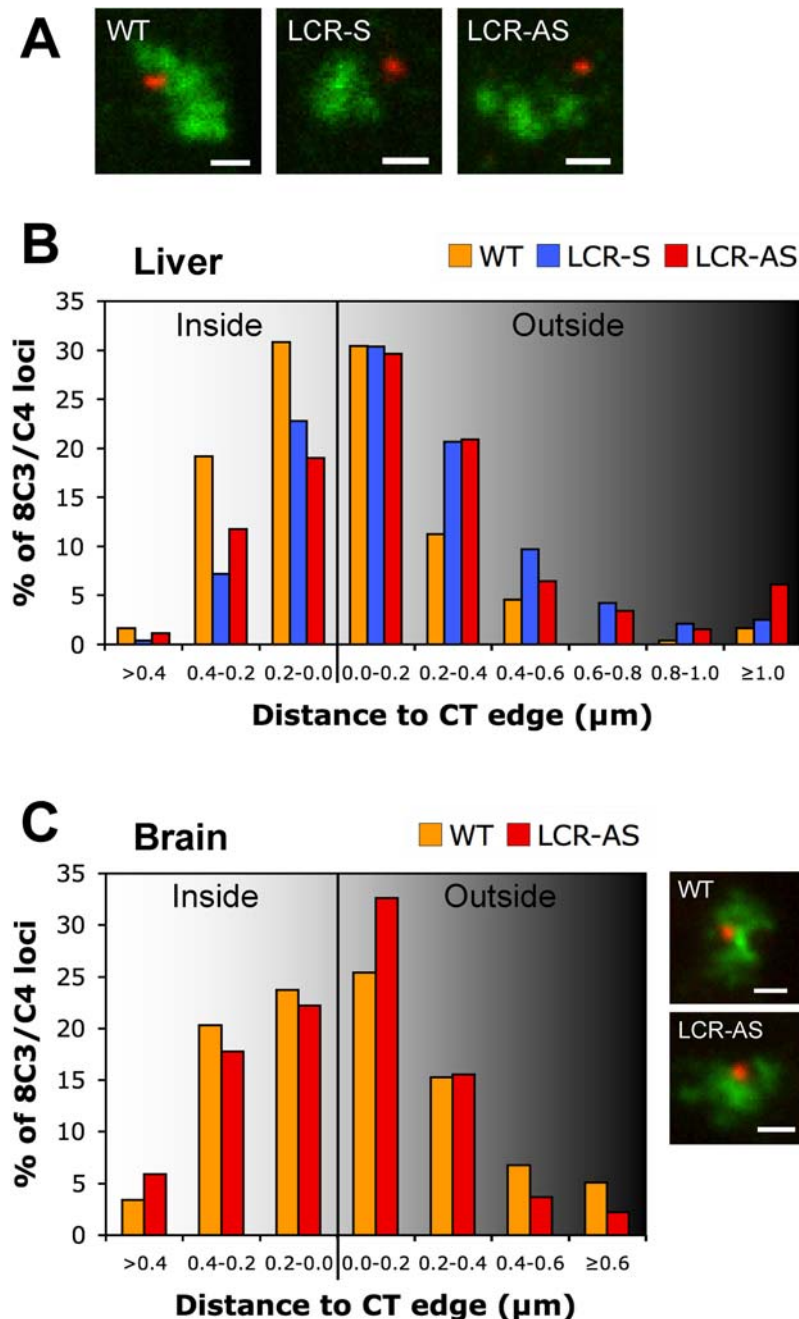 A
WT
LCR-S
LCR-AS
B
Liver
WT LCR-S LCR-AS
Inside
Outside
% of 8C3/C4 loci
35
30
25
20
15
10
5
0
>0.4 0.4-0.2 0.2-0.0 0.0-0.2 0.2-0.4 0.4-0.6 0.6-0.8 0.8-1.0 ≥1.0
Distance to CT edge (µm)
C
Brain
WT LCR-AS
Inside
Outside
% of 8C3/C4 loci
35
30
25
20
15
10
5
0
>0.4 0.4-0.2 0.2-0.0 0.0-0.2 0.2-0.4 0.4-0.6 ≥0.6
Distance to CT edge (µm)
WT
LCR-AS